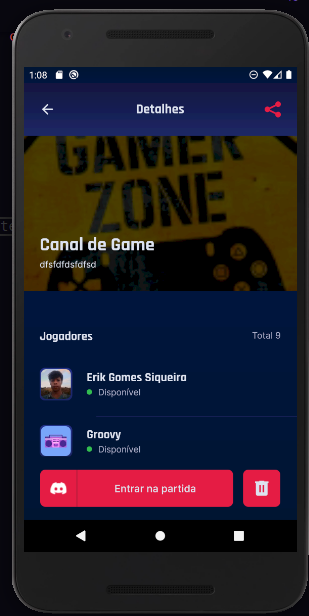 1:08
Detalhes
GAMER
ZONE
Canal de Game
dfsfdfdsfdfsd
Jogadores
Total 9
Erik Gomes Siqueira
Disponível
Groovy
Disponível
Entrar na partida